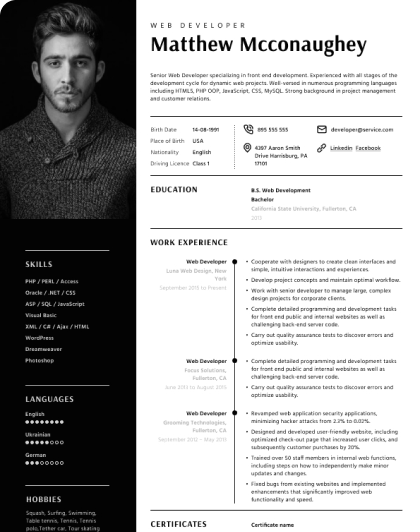 WEB DEVELOPER
Matthew Mcconaughey
Senior Web Developer specializing in front end development. Experienced with all stages of the
development cycle for dynamic web projects. Well-versed in numerous programming languages
including HTML5, PHP OOP, JavaScript, CSS, MySQL. Strong background in project management
and customer relations.
Birth Date 14-08-1991
Place of Birth USA
Nationality English
Driving Licence Class 1
895 555 555
4397 Aaron Smith
Drive Harrisburg, PA
17101
developer@service.com
Linkedin Facebook
EDUCATION
B.S. Web Development
Bachelor
California State University, Fullerton, CA
2013
WORK EXPERIENCE
Web Developer
Luna Web Design, New
York
September 2015 to Present
• Cooperate with designers to create clean interfaces and
simple, intuitive interactions and experiences.
• Develop project concepts and maintain optimal workflow.
• Work with senior developer to manage large, complex
design projects for corporate clients.
• Complete detailed programming and development tasks
for front end public and internal websites as well as
challenging back-end server code.
• Carry out quality assurance tests to discover errors and
optimize usability.
Web Developer
Focus Solutions,
Fullerton, CA
June 2013 to August 2015
• Complete detailed programming and development tasks
for front end public and internal websites as well as
challenging back-end server code.
• Carry out quality assurance tests to discover errors and
optimize usability.
Web Developer
Grooming Technologies,
Fullerton, CA
September 2012 - May 2013
• Revamped web application security applications,
minimizing hacker attacks from 2.3% to 0.02%.
• Designed and developed user-friendly website, including
optimized check-out page that increased user clicks, and
subsequently customer purchases by 20%.
• Trained over 50 staff members in internal web functions,
including steps on how to independently make minor
updates and changes.
• Fixed bugs from existing websites and implemented
enhancements that significantly improved web
functionality and speed.
CERTIFICATES
Certificate name
SKILLS
PHP / PERL / Access
Oracle / .NET / CSS
ASP / SQL / JavaScript
Visual Basic
XML / C# / Ajax / HTML
WordPress
Dreamweaver
Photoshop
LANGUAGES
English
Ukrainian
German
HOBBIES
Squash, Surfing, Swimming,
Table tennis, Tennis, Tennis
polo,Tether car, Tour skating